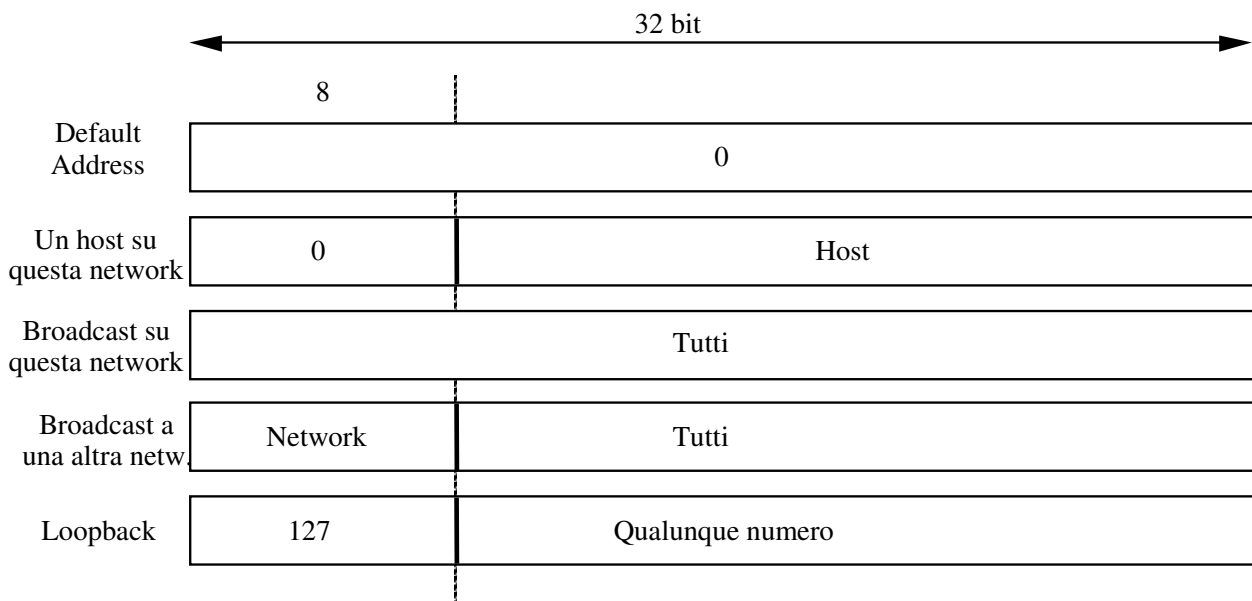 32 bit
8
Default
Address
0
Un host su
questa network
0
Host
Broadcast su
questa network
Tutti
Broadcast a
una altra netw.
Network
Tutti
Loopback
127
Qualunque numero